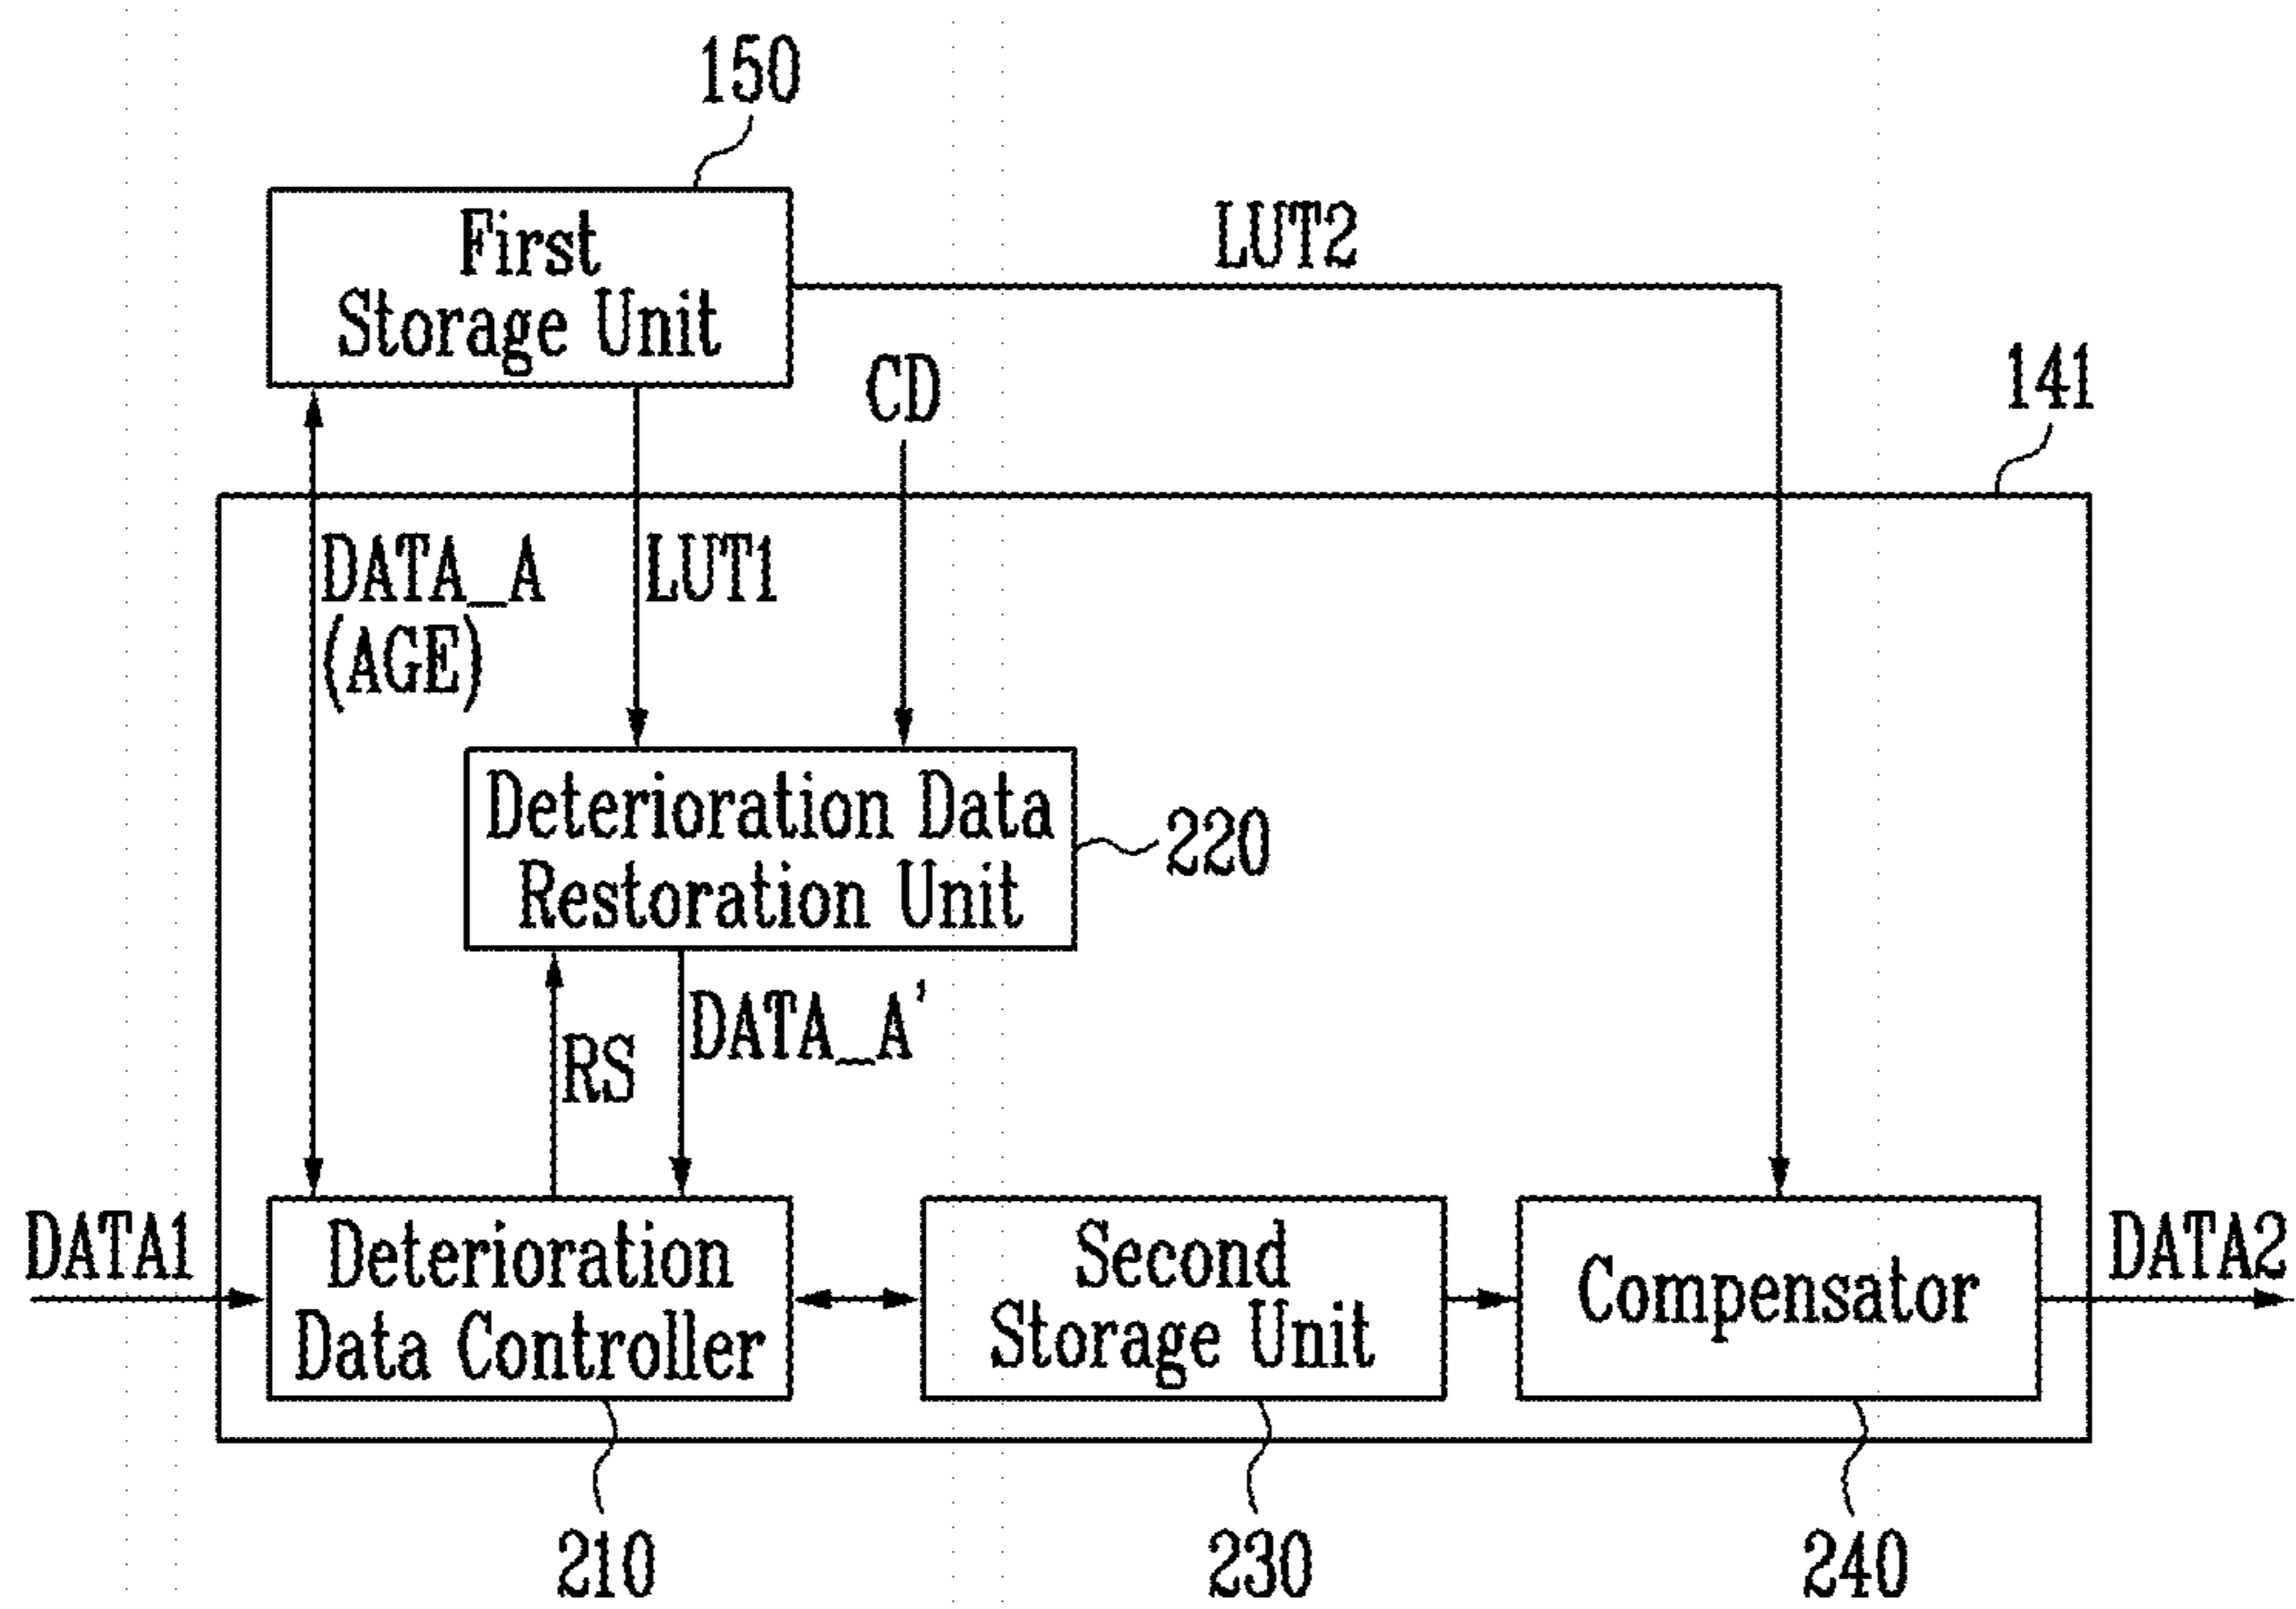 150
First
Storage Unit
LUT2
CD
141
DATA_A
(AGE)
LUT1
Deterioration Data
Restoration Unit
220
RS
DATA_A'
DATA1
Deterioration
Data Controller
Second
Storage Unit
Compensator
DATA2
210
230
240